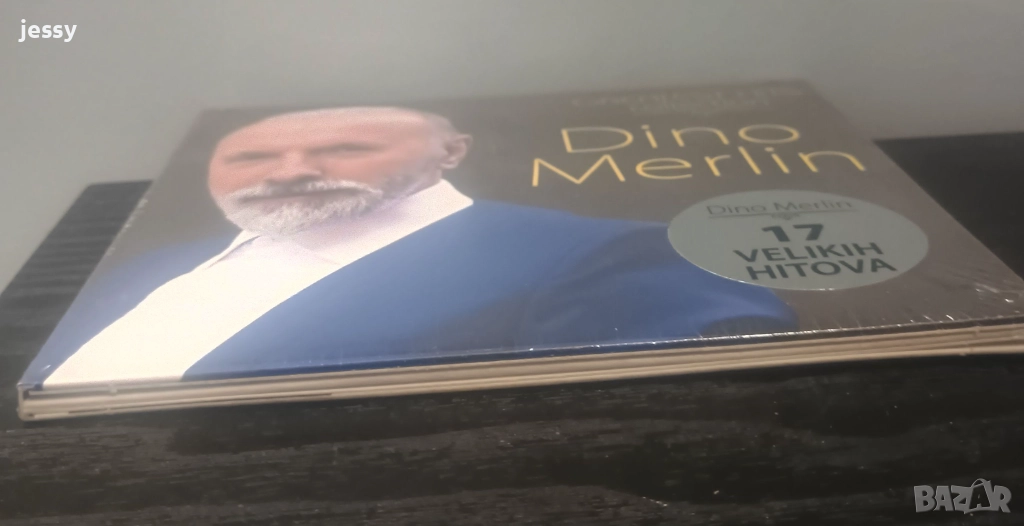 jessy
Dino
Merlin
Dino Merlin
17
VELIKIH
HITOVA
BAZAR